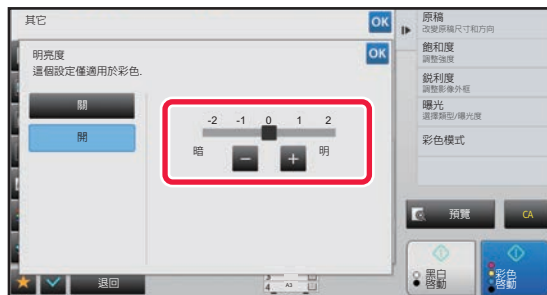 其它
OK
明亮度
OK
這個設定僅適用於彩色.
關
開
-2 -1 0 1 2
暗
明
退回
4 A3
原稿
改變原稿尺寸和方向
飽和度
調整強度
銳利度
調整影像外框
曝光
選擇類型/曝光度
彩色模式
預覽
CA
黑白
啓動
彩色
啓動